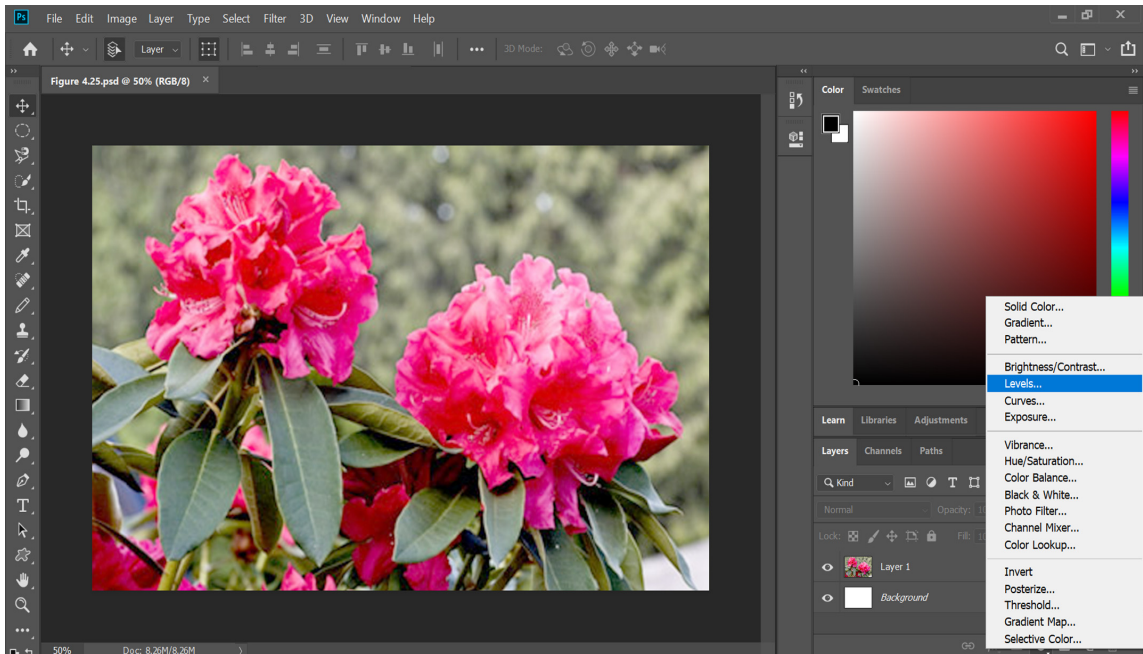 Ps File Edit Image Layer Type Select Filter 3D View Window Help
Layer 3D Mode:
Figure 4.25.psd @ 50% (RGB/8) ×
Color Swatches
Solid Color...
Gradient...
Pattern...
Brightness/Contrast...
Levels...
Curves...
Exposure...
Vibrance...
Hue/Saturation...
Color Balance...
Black & White...
Photo Filter...
Channel Mixer...
Color Lookup...
Invert
Posterize...
Threshold...
Gradient Map...
Selective Color...
Learn Libraries Adjustments
Layers Channels Paths
Kind T
Normal Opacity:
Lock: Fill:
Layer 1
Background
T
50% Doc: 8.26M/8.26M